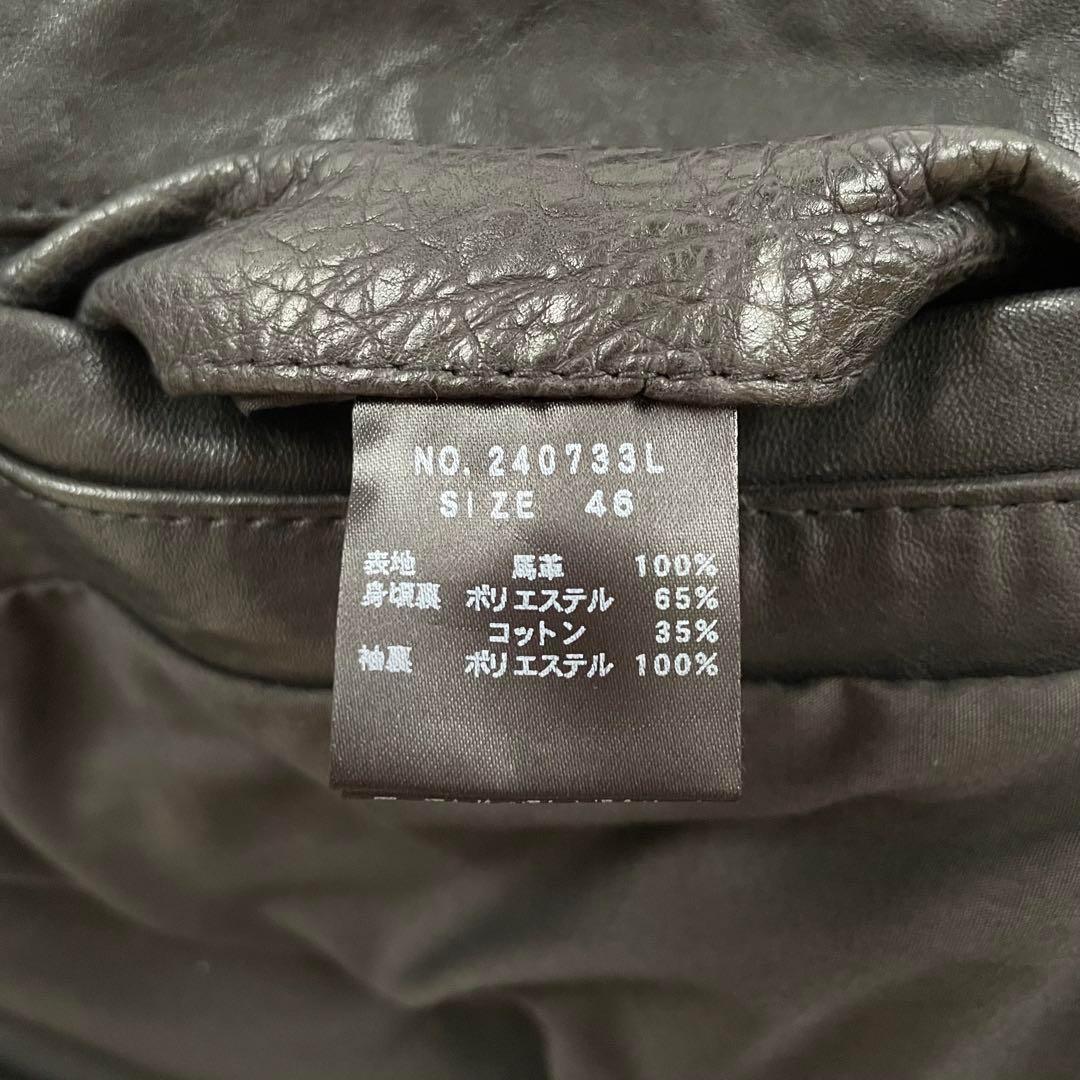 NO. 240733L
SIZE 46
表地 馬革 100%
身頃裏 ポリエステル 65%
コットン 35%
袖裏 ポリエステル 100%